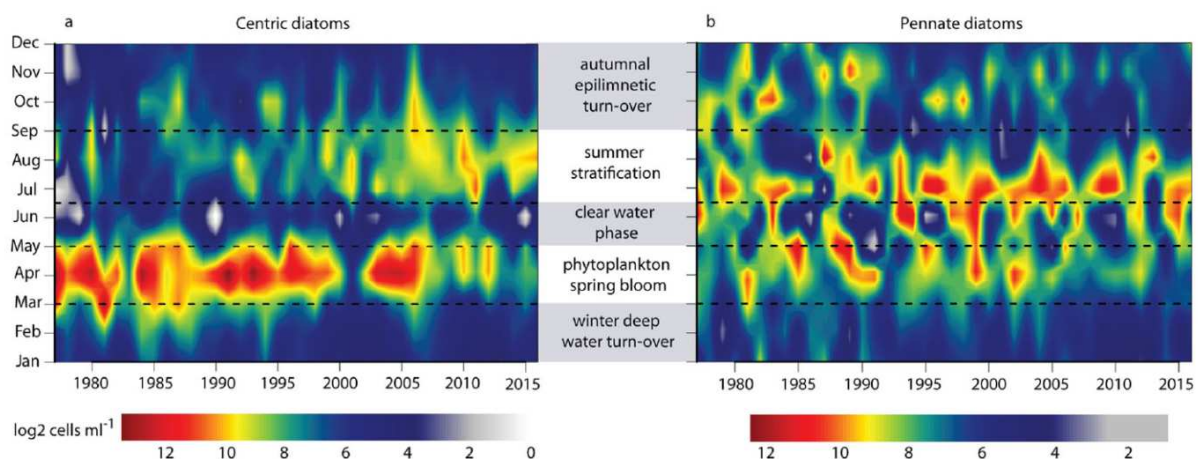 a
Centric diatoms
b
Pennate diatoms
Dec
Nov
Oct
Sep
Aug
Jul
Jun
May
Apr
Mar
Feb
Jan
autumnal
epilimnetic
turn-over
summer
stratification
clear water
phase
phytoplankton
spring bloom
winter deep
water turn-over
1980 1985 1990 1995 2000 2005 2010 2015
1980 1985 1990 1995 2000 2005 2010 2015
log2 cells ml⁻¹
12 10 8 6 4 2 0
12 10 8 6 4 2